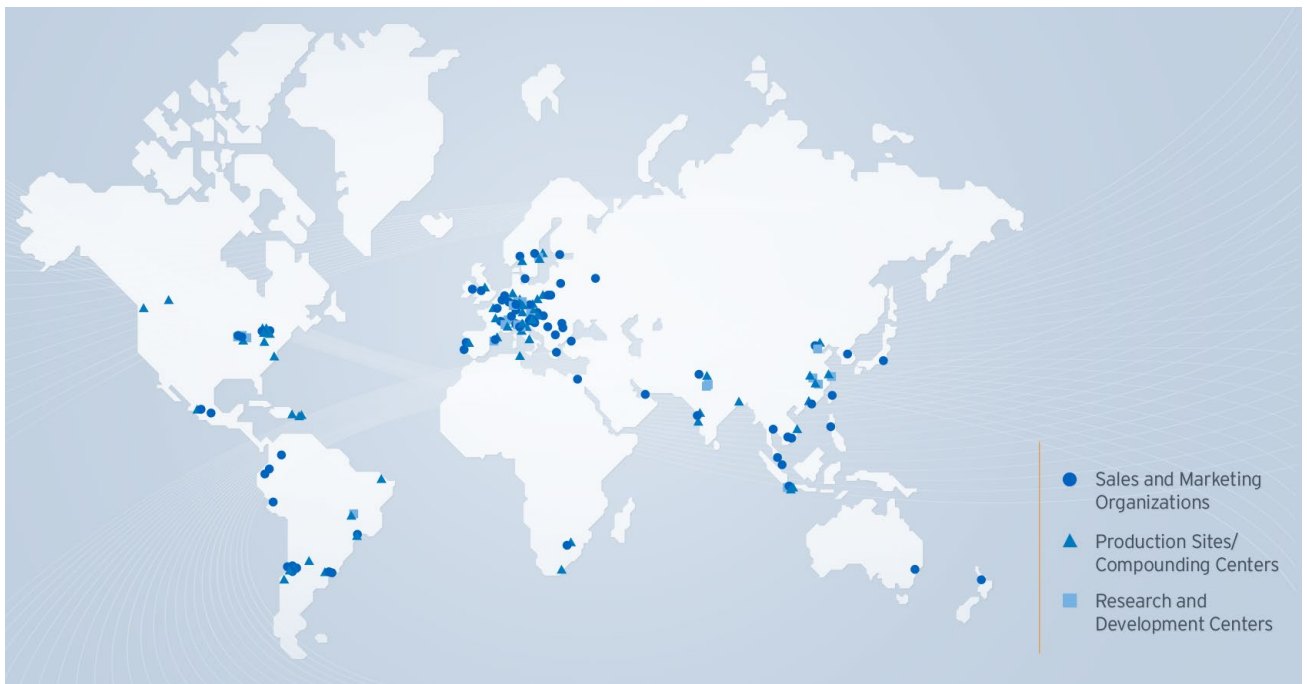 Sales and Marketing
Organizations
Production Sites/
Compounding Centers
Research and
Development Centers